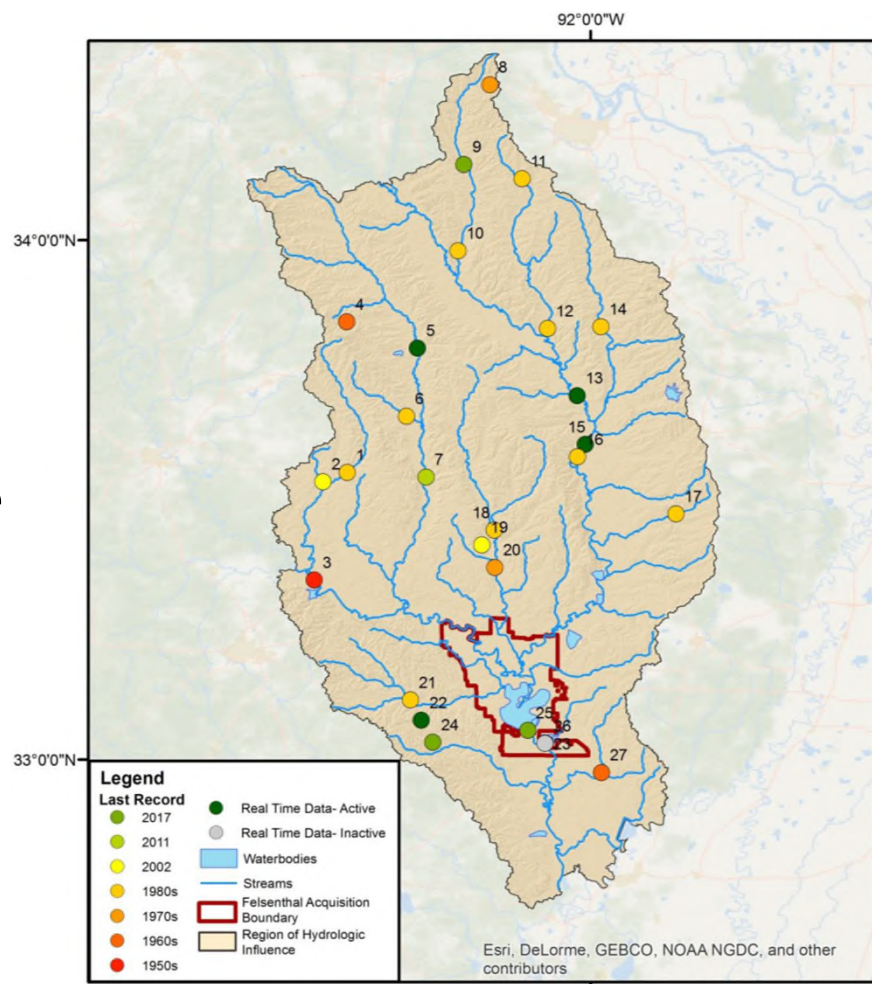 92°0'0"W
8
9
11
34°0'0"N
10
4
12
14
5
13
6
15
16
2
1
7
17
18
19
20
3
21
22
25
24
26
23
33°0'0"N
27
Legend
Last Record
2017
2011
2002
1980s
1970s
1960s
1950s
Real Time Data- Active
Real Time Data- Inactive
Waterbodies
Streams
Felsenthal Acquisition
Boundary
Region of Hydrologic
Influence
Esri, DeLorme, GEBCO, NOAA NGDC, and other
contributors